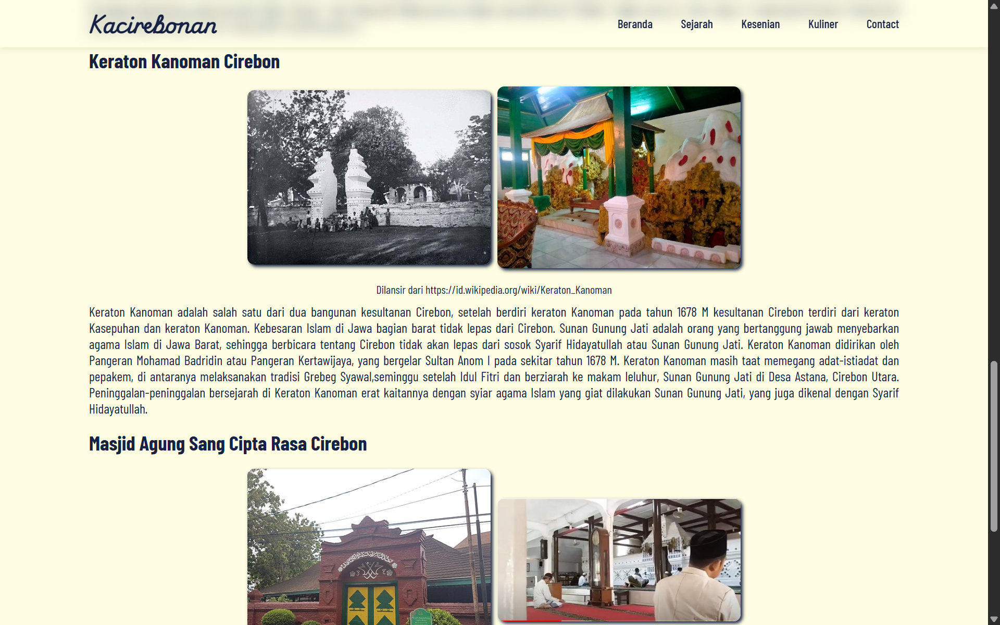 Kacirebonan
Beranda
Sejarah
Kesenian
Kuliner
Contact
Keraton Kanoman Cirebon
Dilansir dari https://id.wikipedia.org/wiki/Keraton_Kanoman
Keraton Kanoman adalah salah satu dari dua bangunan kesultanan Cirebon, setelah berdiri keraton Kanoman pada tahun 1678 M kesultanan Cirebon terdiri dari keraton
Kasepuhan dan keraton Kanoman. Kebesaran Islam di Jawa bagian barat tidak lepas dari Cirebon. Sunan Gunung Jati adalah orang yang bertanggung jawab menyebarkan
agama Islam di Jawa Barat, sehingga berbicara tentang Cirebon tidak akan lepas dari sosok Syarif Hidayatullah atau Sunan Gunung Jati. Keraton Kanoman didirikan oleh
Pangeran Mohamad Badridin atau Pangeran Kertawijaya, yang bergelar Sultan Anom I pada sekitar tahun 1678 M. Keraton Kanoman masih taat memegang adat-istiadat dan
pepakem, di antaranya melaksanakan tradisi Grebeg Syawal,seminggu setelah Idul Fitri dan berziarah ke makam leluhur, Sunan Gunung Jati di Desa Astana, Cirebon Utara.
Peninggalan-peninggalan bersejarah di Keraton Kanoman erat kaitannya dengan syiar agama Islam yang giat dilakukan Sunan Gunung Jati, yang juga dikenal dengan Syarif
Hidayatullah.
Masjid Agung Sang Cipta Rasa Cirebon